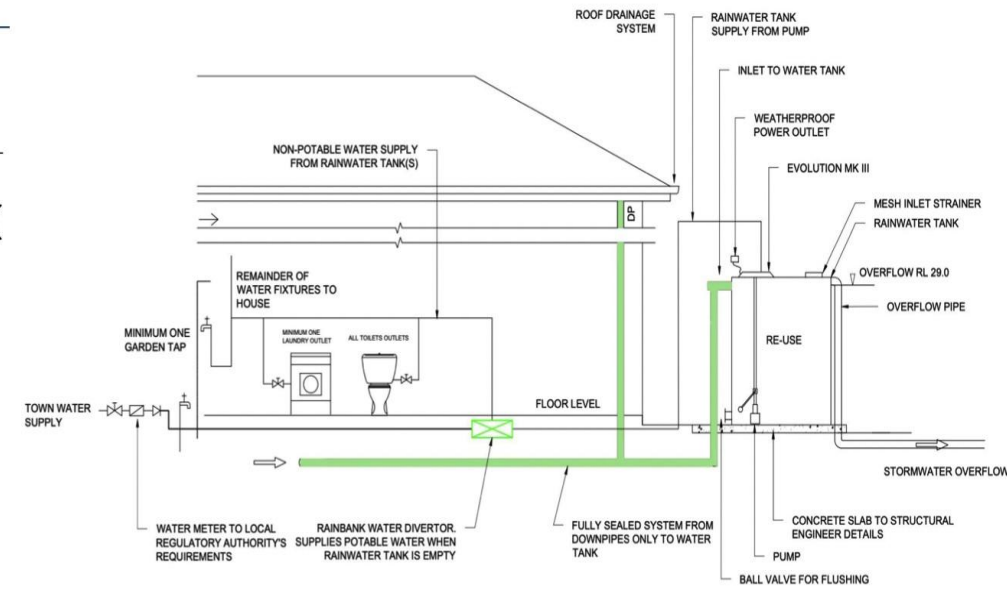 ROOF DRAINAGE
SYSTEM
RAINWATER TANK
SUPPLY FROM PUMP
INLET TO WATER TANK
WEATHERPROOF
POWER OUTLET
NON-POTABLE WATER SUPPLY
FROM RAINWATER TANK(S)
EVOLUTION MK III
MESH INLET STRAINER
RAINWATER TANK
DP
OVERFLOW RL 29.0
REMAINDER OF
WATER FIXTURES TO
HOUSE
OVERFLOW PIPE
MINIMUM ONE
GARDEN TAP
MINIMUM ONE
LAUNDRY OUTLET
ALL TOILETS OUTLETS
RE-USE
TOWN WATER
SUPPLY
FLOOR LEVEL
STORMWATER OVERFLOW
WATER METER TO LOCAL
REGULATORY AUTHORITY'S
REQUIREMENTS
RAINBANK WATER DIVERTOR.
SUPPLIES POTABLE WATER WHEN
RAINWATER TANK IS EMPTY
FULLY SEALED SYSTEM FROM
DOWNPIPES ONLY TO WATER
TANK
CONCRETE SLAB TO STRUCTURAL
ENGINEER DETAILS
PUMP
BALL VALVE FOR FLUSHING